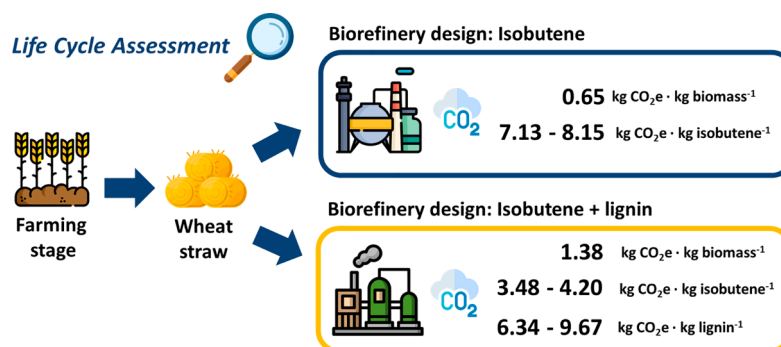 Life Cycle Assessment
Farming
stage
Wheat
straw
Biorefinery design: Isobutene
CO₂
0.65 kg CO₂e · kg biomass⁻¹
7.13 - 8.15 kg CO₂e · kg isobutene⁻¹
Biorefinery design: Isobutene + lignin
CO₂
1.38 kg CO₂e · kg biomass⁻¹
3.48 - 4.20 kg CO₂e · kg isobutene⁻¹
6.34 - 9.67 kg CO₂e · kg lignin⁻¹